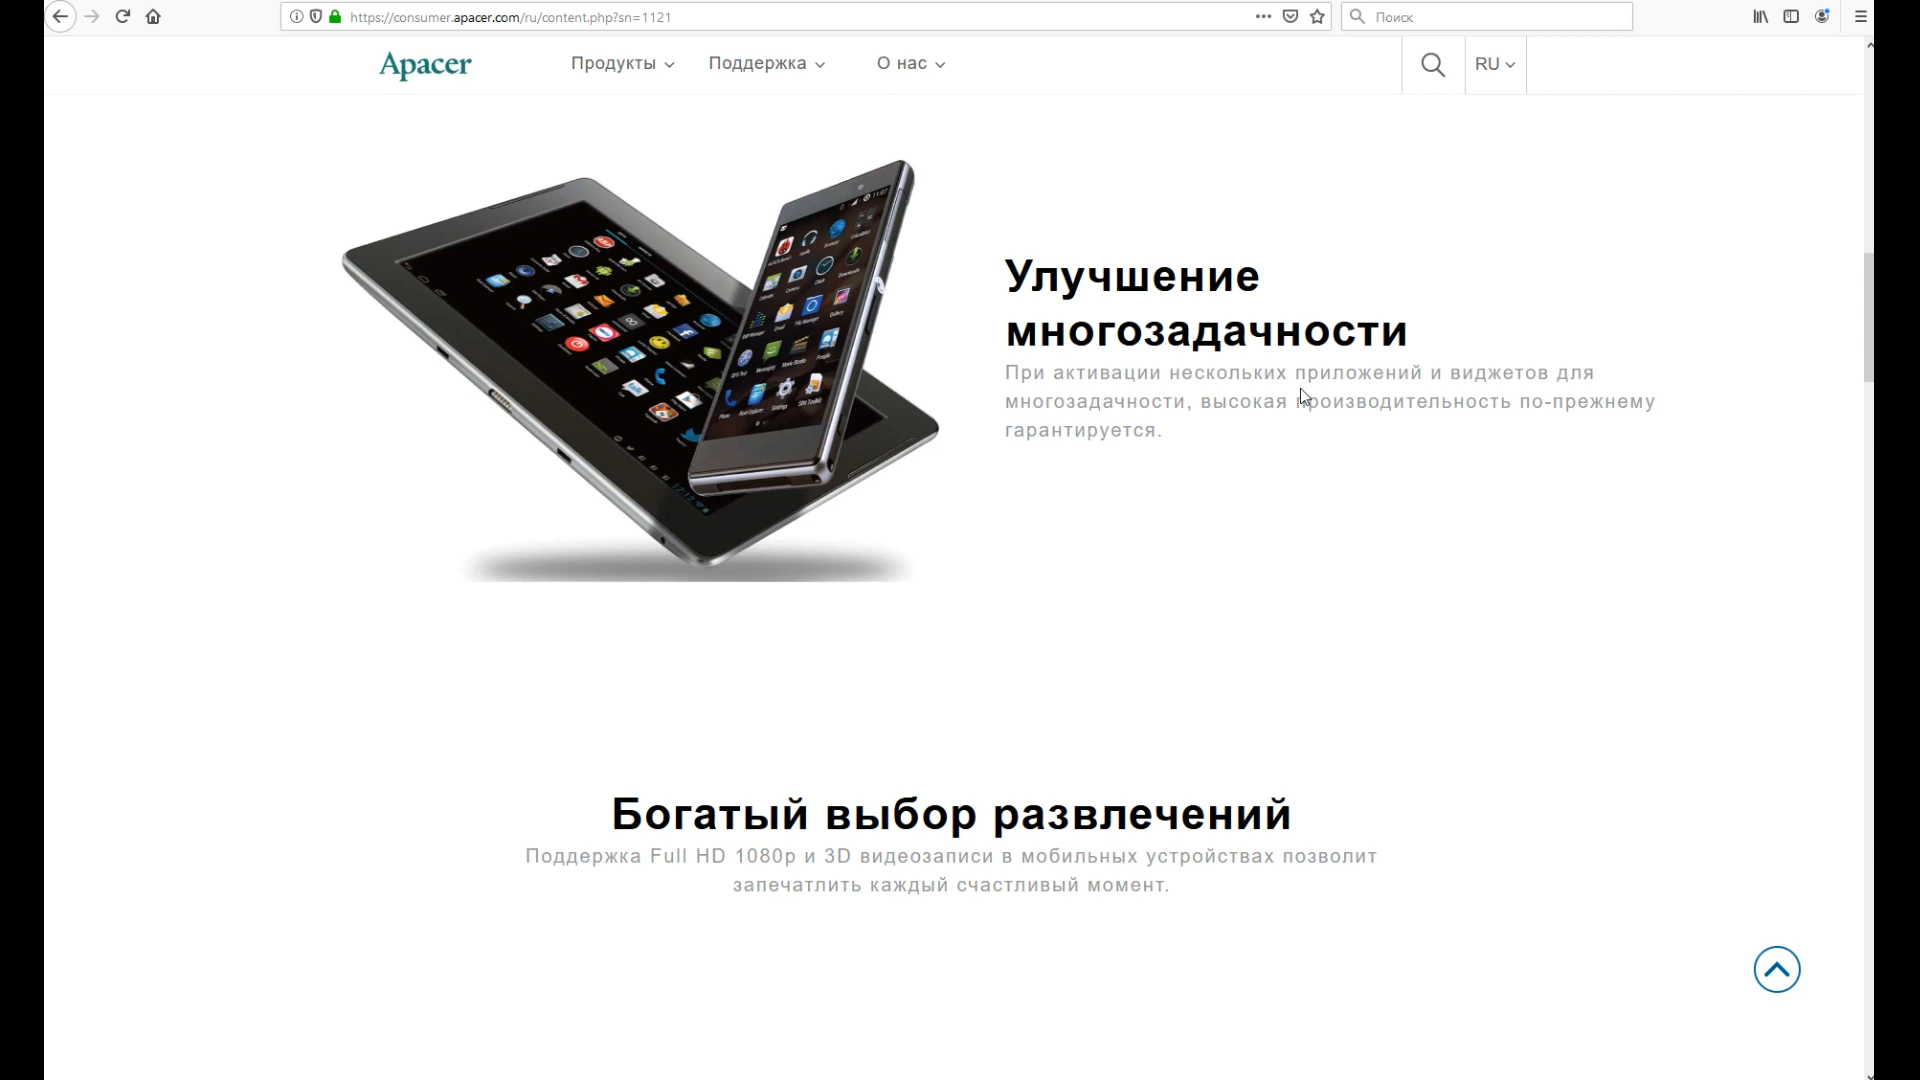 https://consumer.apacer.com/ru/content.php?sn=1121
Поиск
Apacer
Продукты
Поддержка
О нас
RU
Улучшение
многозадачности
При активации нескольких приложений и виджетов для
многозадачности, высокая производительность по-прежнему
гарантируется.
Богатый выбор развлечений
Поддержка Full HD 1080p и 3D видеозаписи в мобильных устройствах позволит
запечатлить каждый счастливый момент.